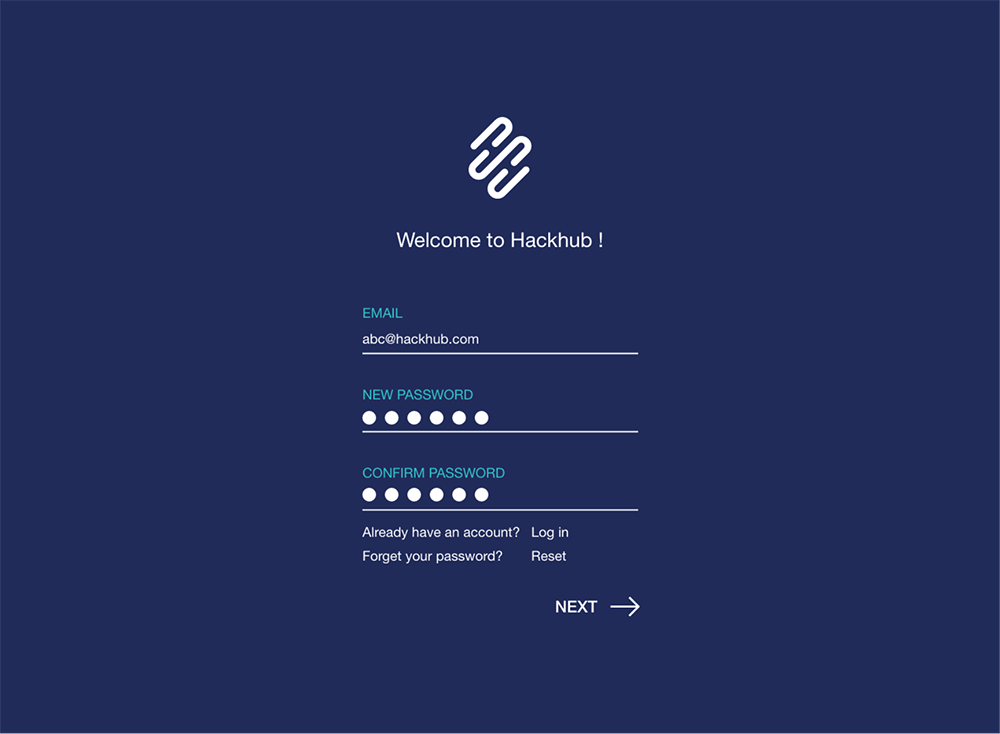 Welcome to Hackhub !
EMAIL
abc@hackhub.com
NEW PASSWORD
CONFIRM PASSWORD
Already have an account? Log in
Forget your password? Reset
NEXT